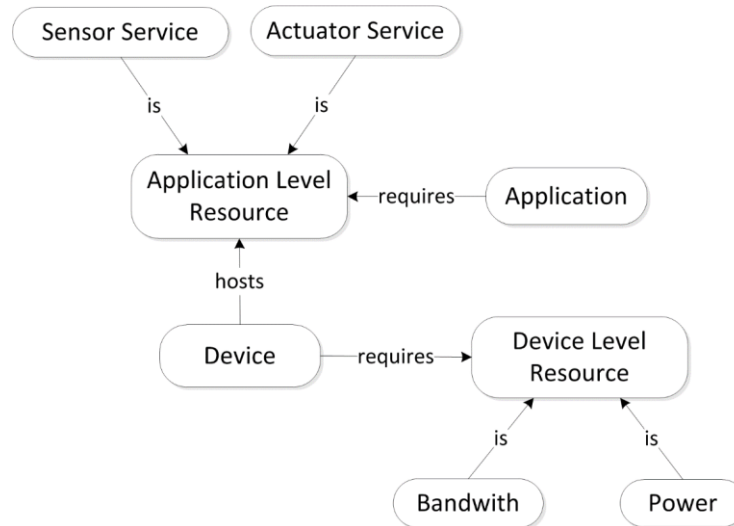 Sensor Service
Actuator Service
is
is
Application Level
Resource
requires
Application
hosts
Device
requires
Device Level
Resource
is
is
Bandwith
Power